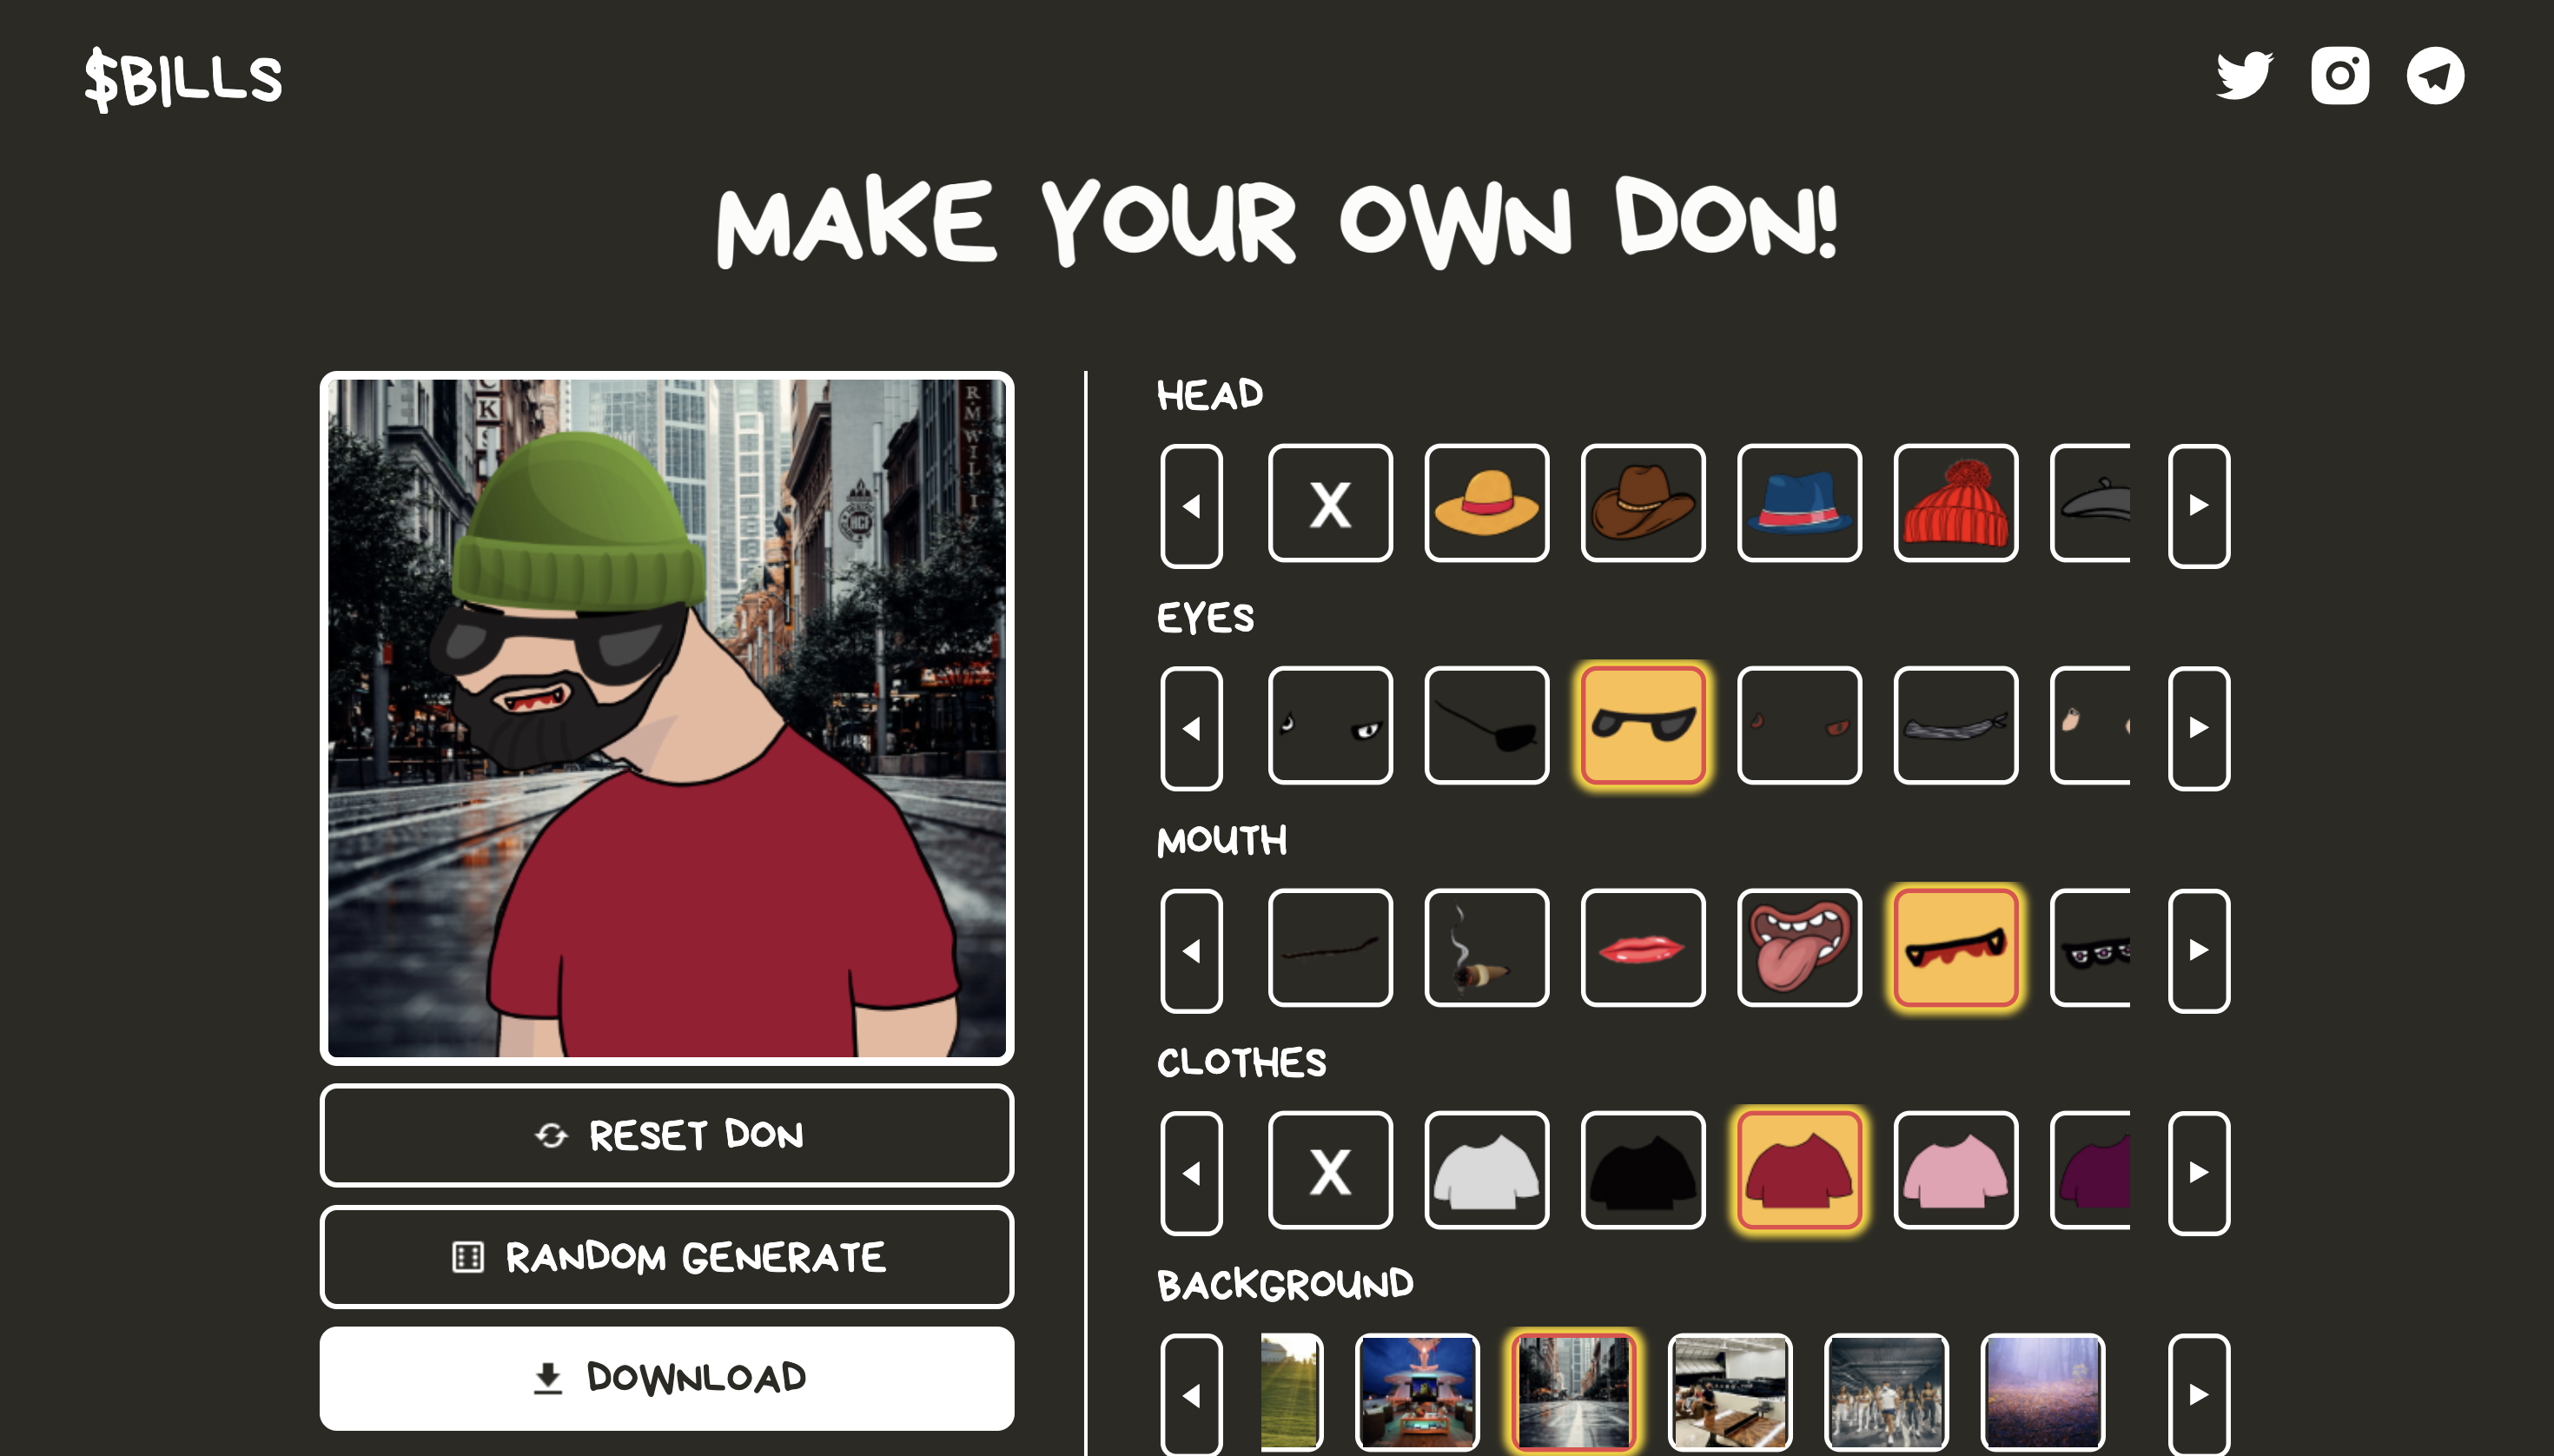 $BILLS
MAKE YOUR OWN DON!
HEAD
X
EYES
MOUTH
CLOTHES
X
BACKGROUND
RESET DON
RANDOM GENERATE
DOWNLOAD